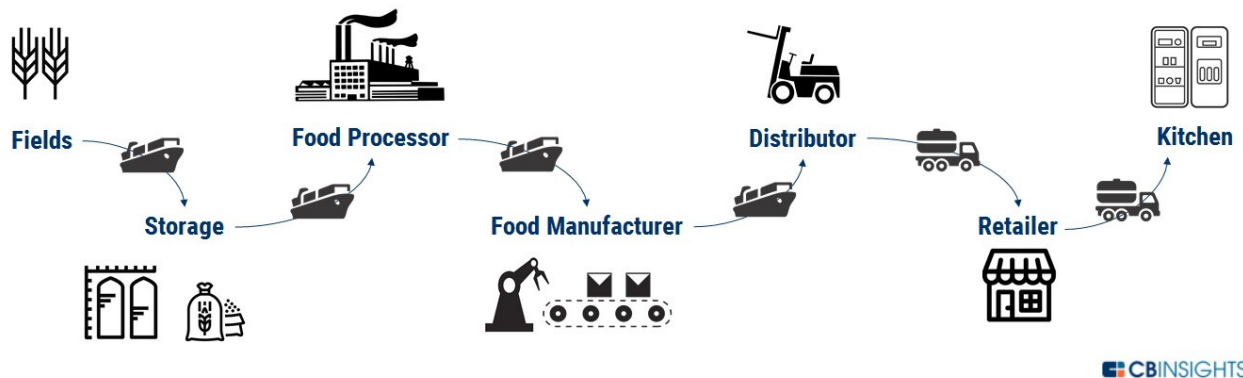 Fields
Storage
Food Processor
Food Manufacturer
Distributor
Retailer
Kitchen
CBINSIGHTS